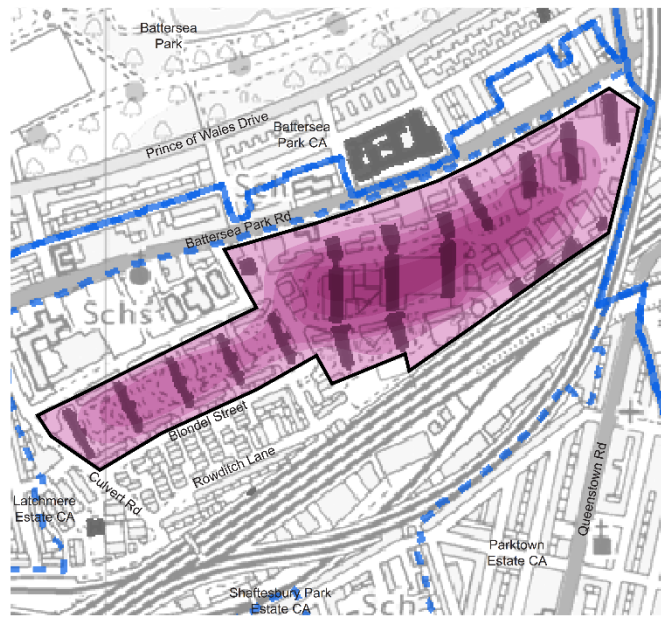 Battersea
Park
Prince of Wales Drive
Battersea
Park CA
Sch
Battersea Park Rd
Schs
Blondel Street
Rowditch Lane
Culvert Rd
Latchmere
Estate CA
Queenstown Rd
Parktown
Estate CA
Shaftesbury Park
Estate CA
Sch